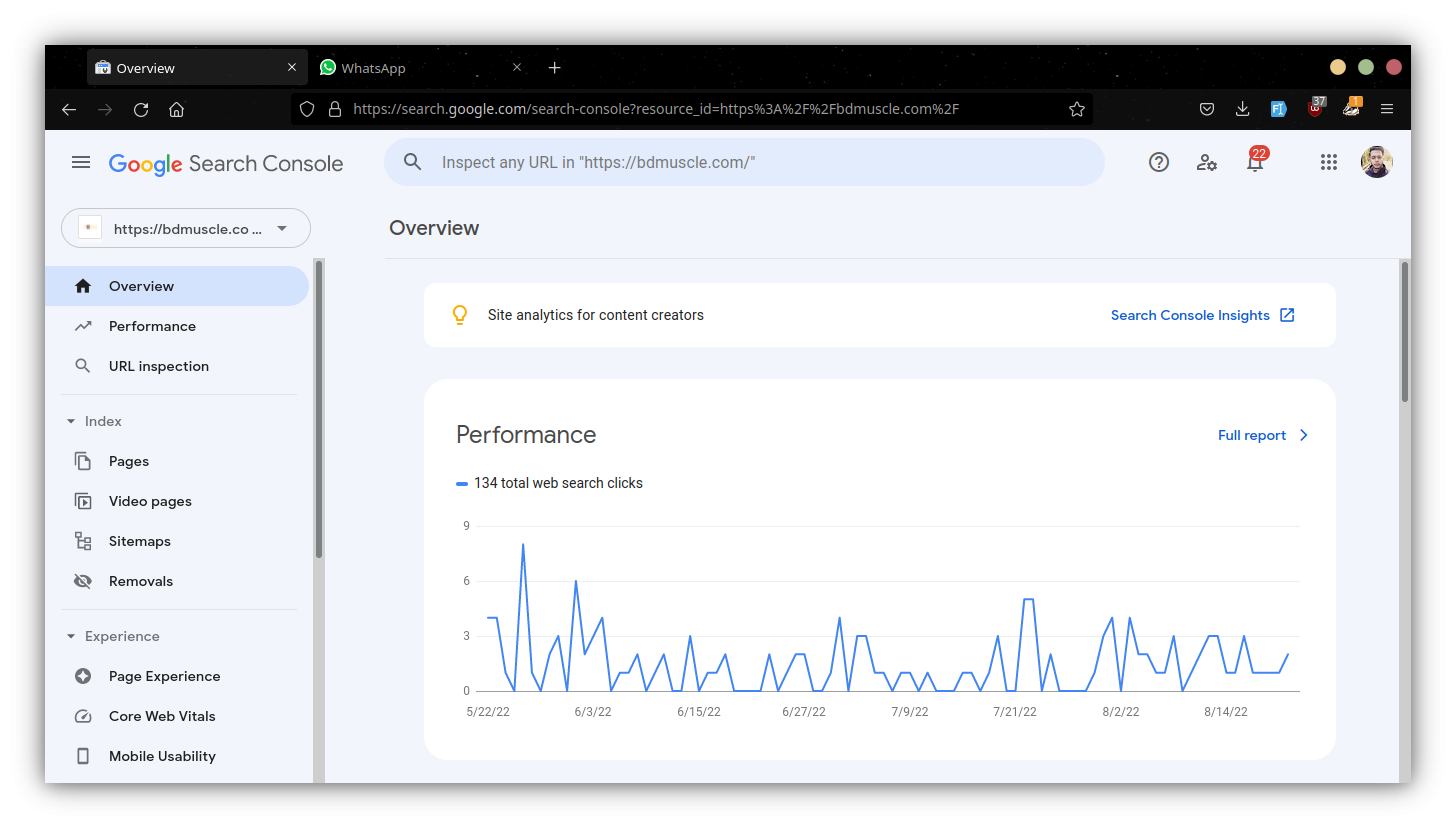 Overview
WhatsApp
https://search.google.com/search-console?resource_id=https%3A%2F%2Fbdmuscle.com%2F
37
1
Google Search Console
Inspect any URL in "https://bdmuscle.com/"
22
https://bdmuscle.co ...
Overview
Overview
Performance
URL inspection
Index
Pages
Video pages
Sitemaps
Removals
Experience
Page Experience
Core Web Vitals
Mobile Usability
Site analytics for content creators
Search Console Insights
Performance
Full report
134 total web search clicks
9
6
3
0
5/22/22 6/3/22 6/15/22 6/27/22 7/9/22 7/21/22 8/2/22 8/14/22